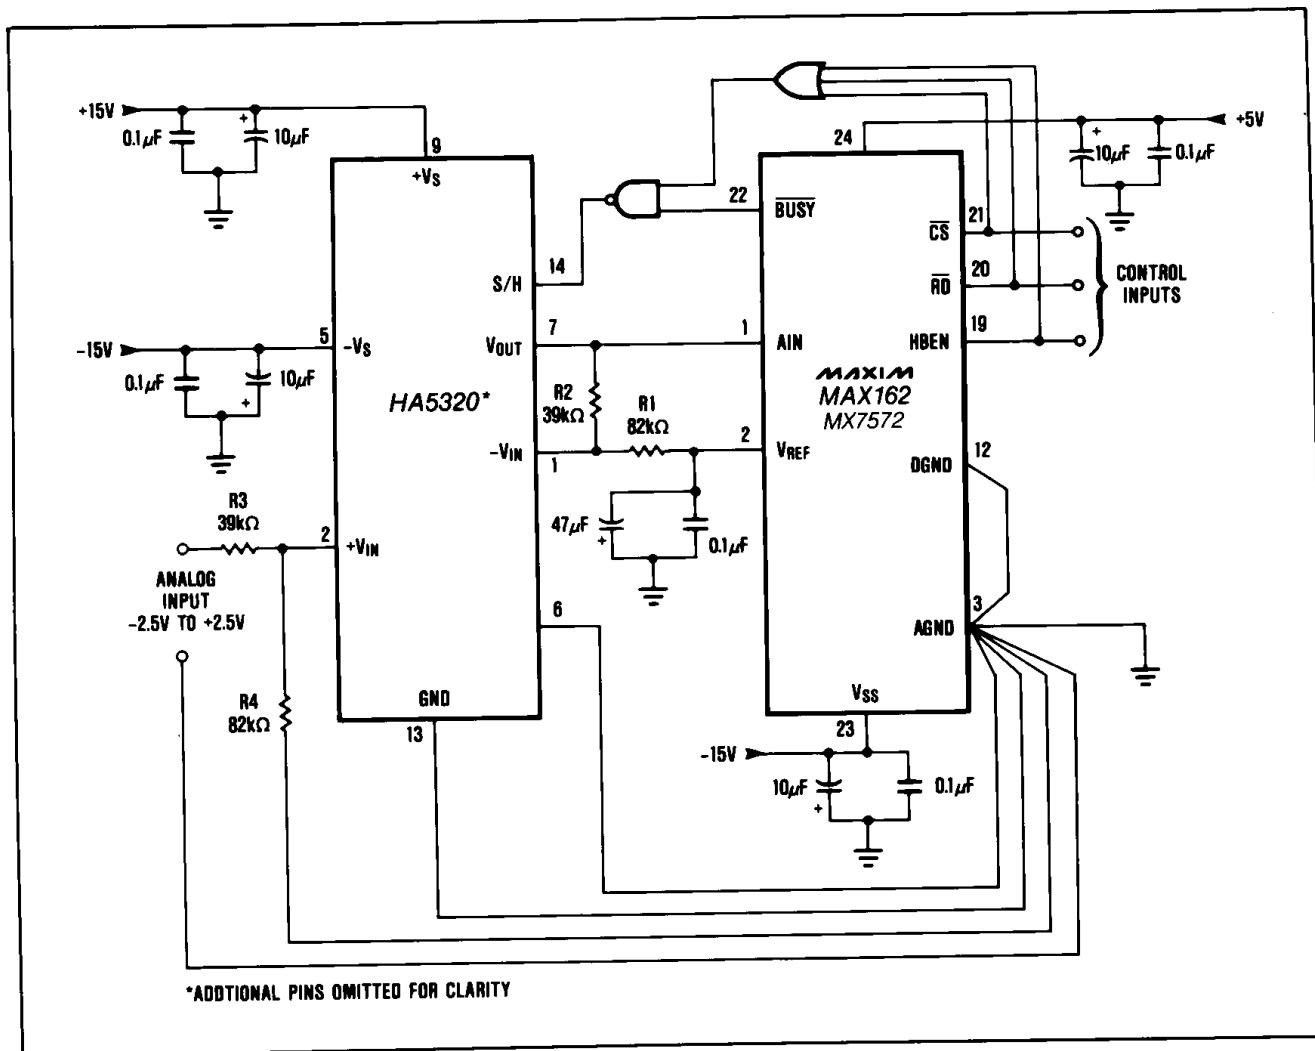 +15V
0.1µF
+
10µF
9
+VS
24
+
10µF
0.1µF
+5V
22
BUSY
21
CS
20
RD
19
HBEN
CONTROL
INPUTS
14
S/H
7
VOUT
1
AIN
-15V
5
-VS
0.1µF
10µF
+
HA5320*
R2
39kΩ
R1
82kΩ
MAXIM
MAX162
MX7572
-VIN
1
2
VREF
12
DGND
R3
39kΩ
2
+VIN
47µF
+
0.1µF
ANALOG
INPUT
-2.5V TO +2.5V
6
3
AGND
R4
82kΩ
GND
13
VSS
23
-15V
10µF
+
0.1µF
*ADDTIONAL PINS OMITTED FOR CLARITY